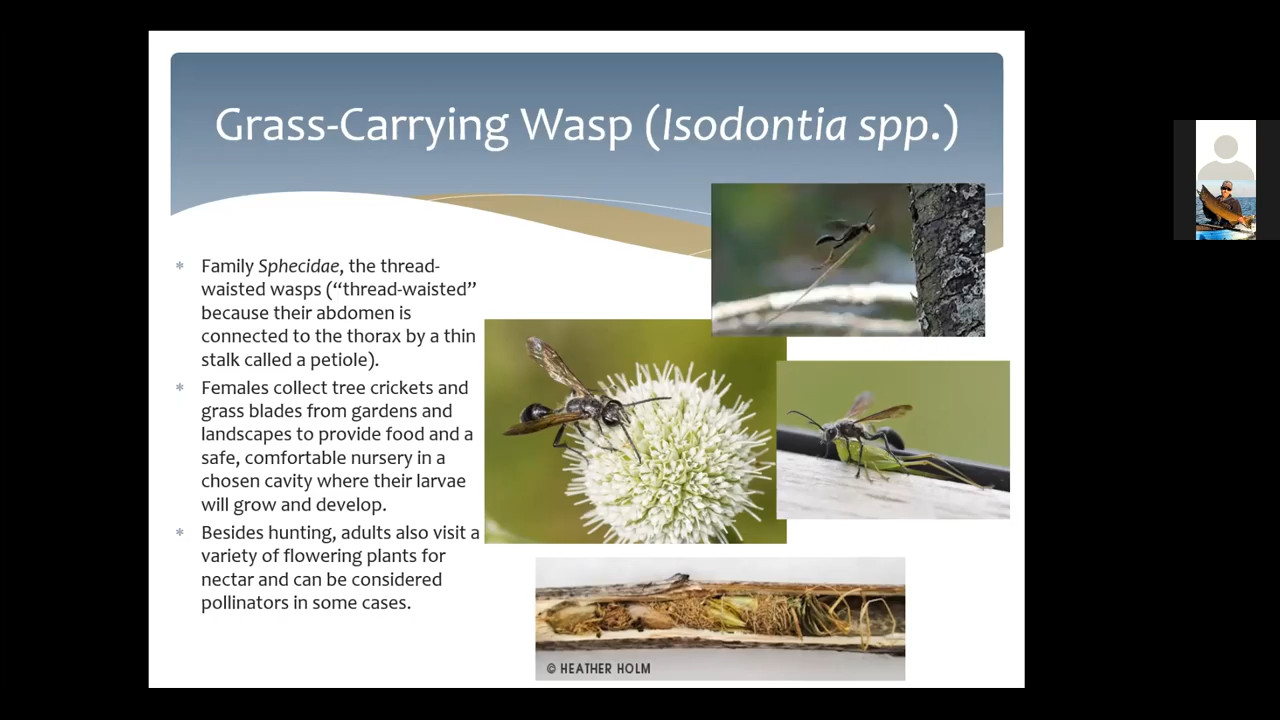 Grass-Carrying Wasp (Isodontia spp.)
* Family Sphecidae, the thread-
waisted wasps (“thread-waisted”
because their abdomen is
connected to the thorax by a thin
stalk called a petiole).
* Females collect tree crickets and
grass blades from gardens and
landscapes to provide food and a
safe, comfortable nursery in a
chosen cavity where their larvae
will grow and develop.
* Besides hunting, adults also visit a
variety of flowering plants for
nectar and can be considered
pollinators in some cases.
© HEATHER HOLM